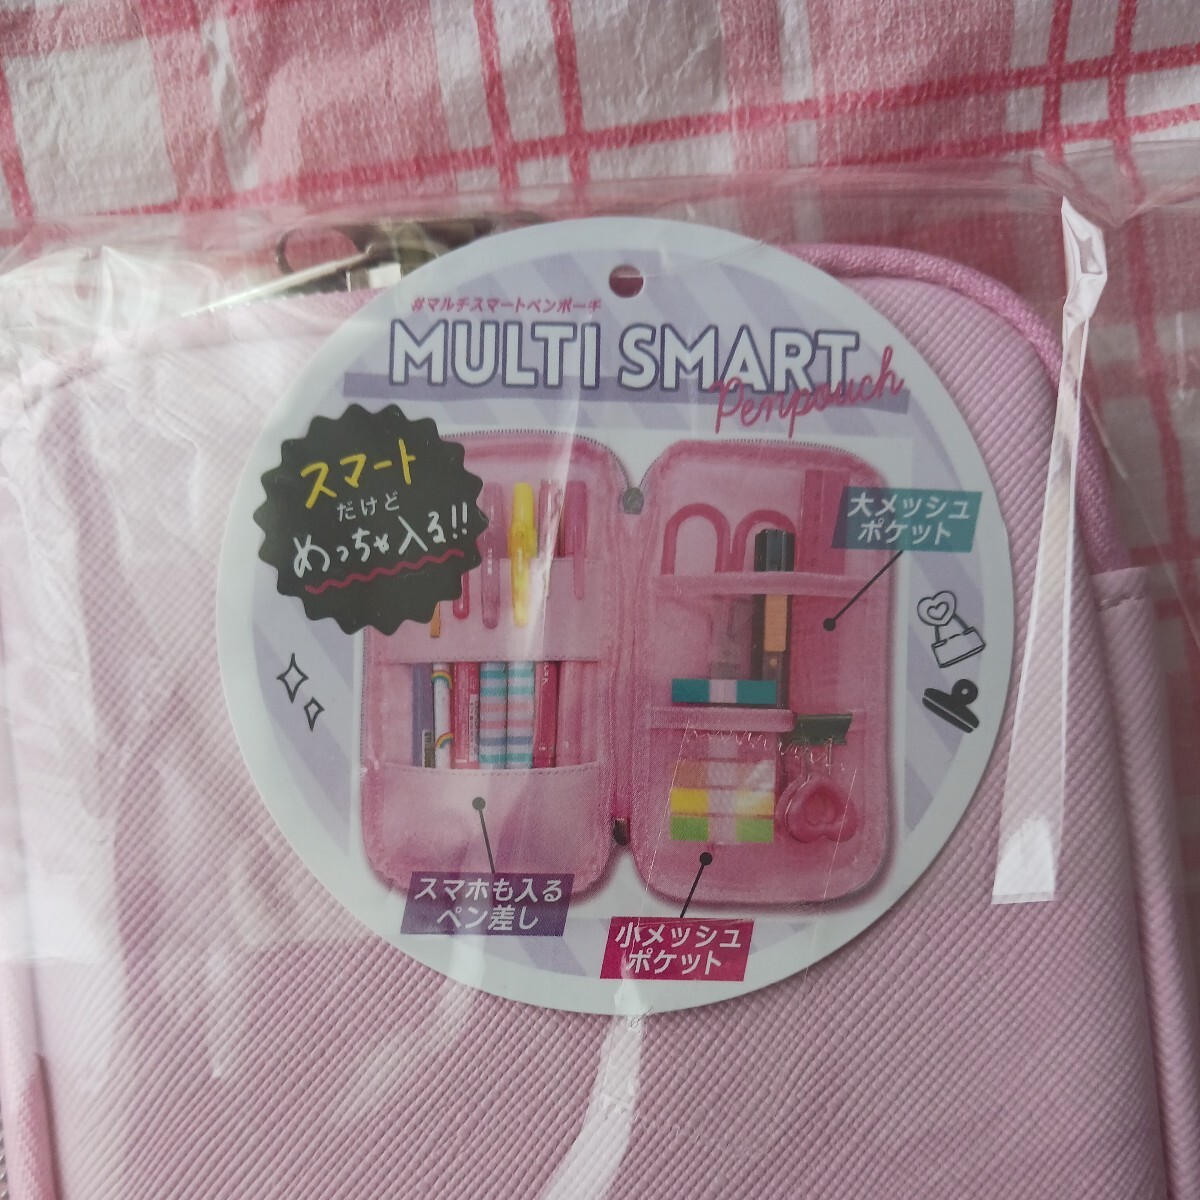 #マルチスマートペンポーチ
MULTI SMART
Penpouch
スマート
だけど
めっちゃ入る!!
大メッシュ
ポケット
スマホも入る
ペン差し
小メッシュ
ポケット